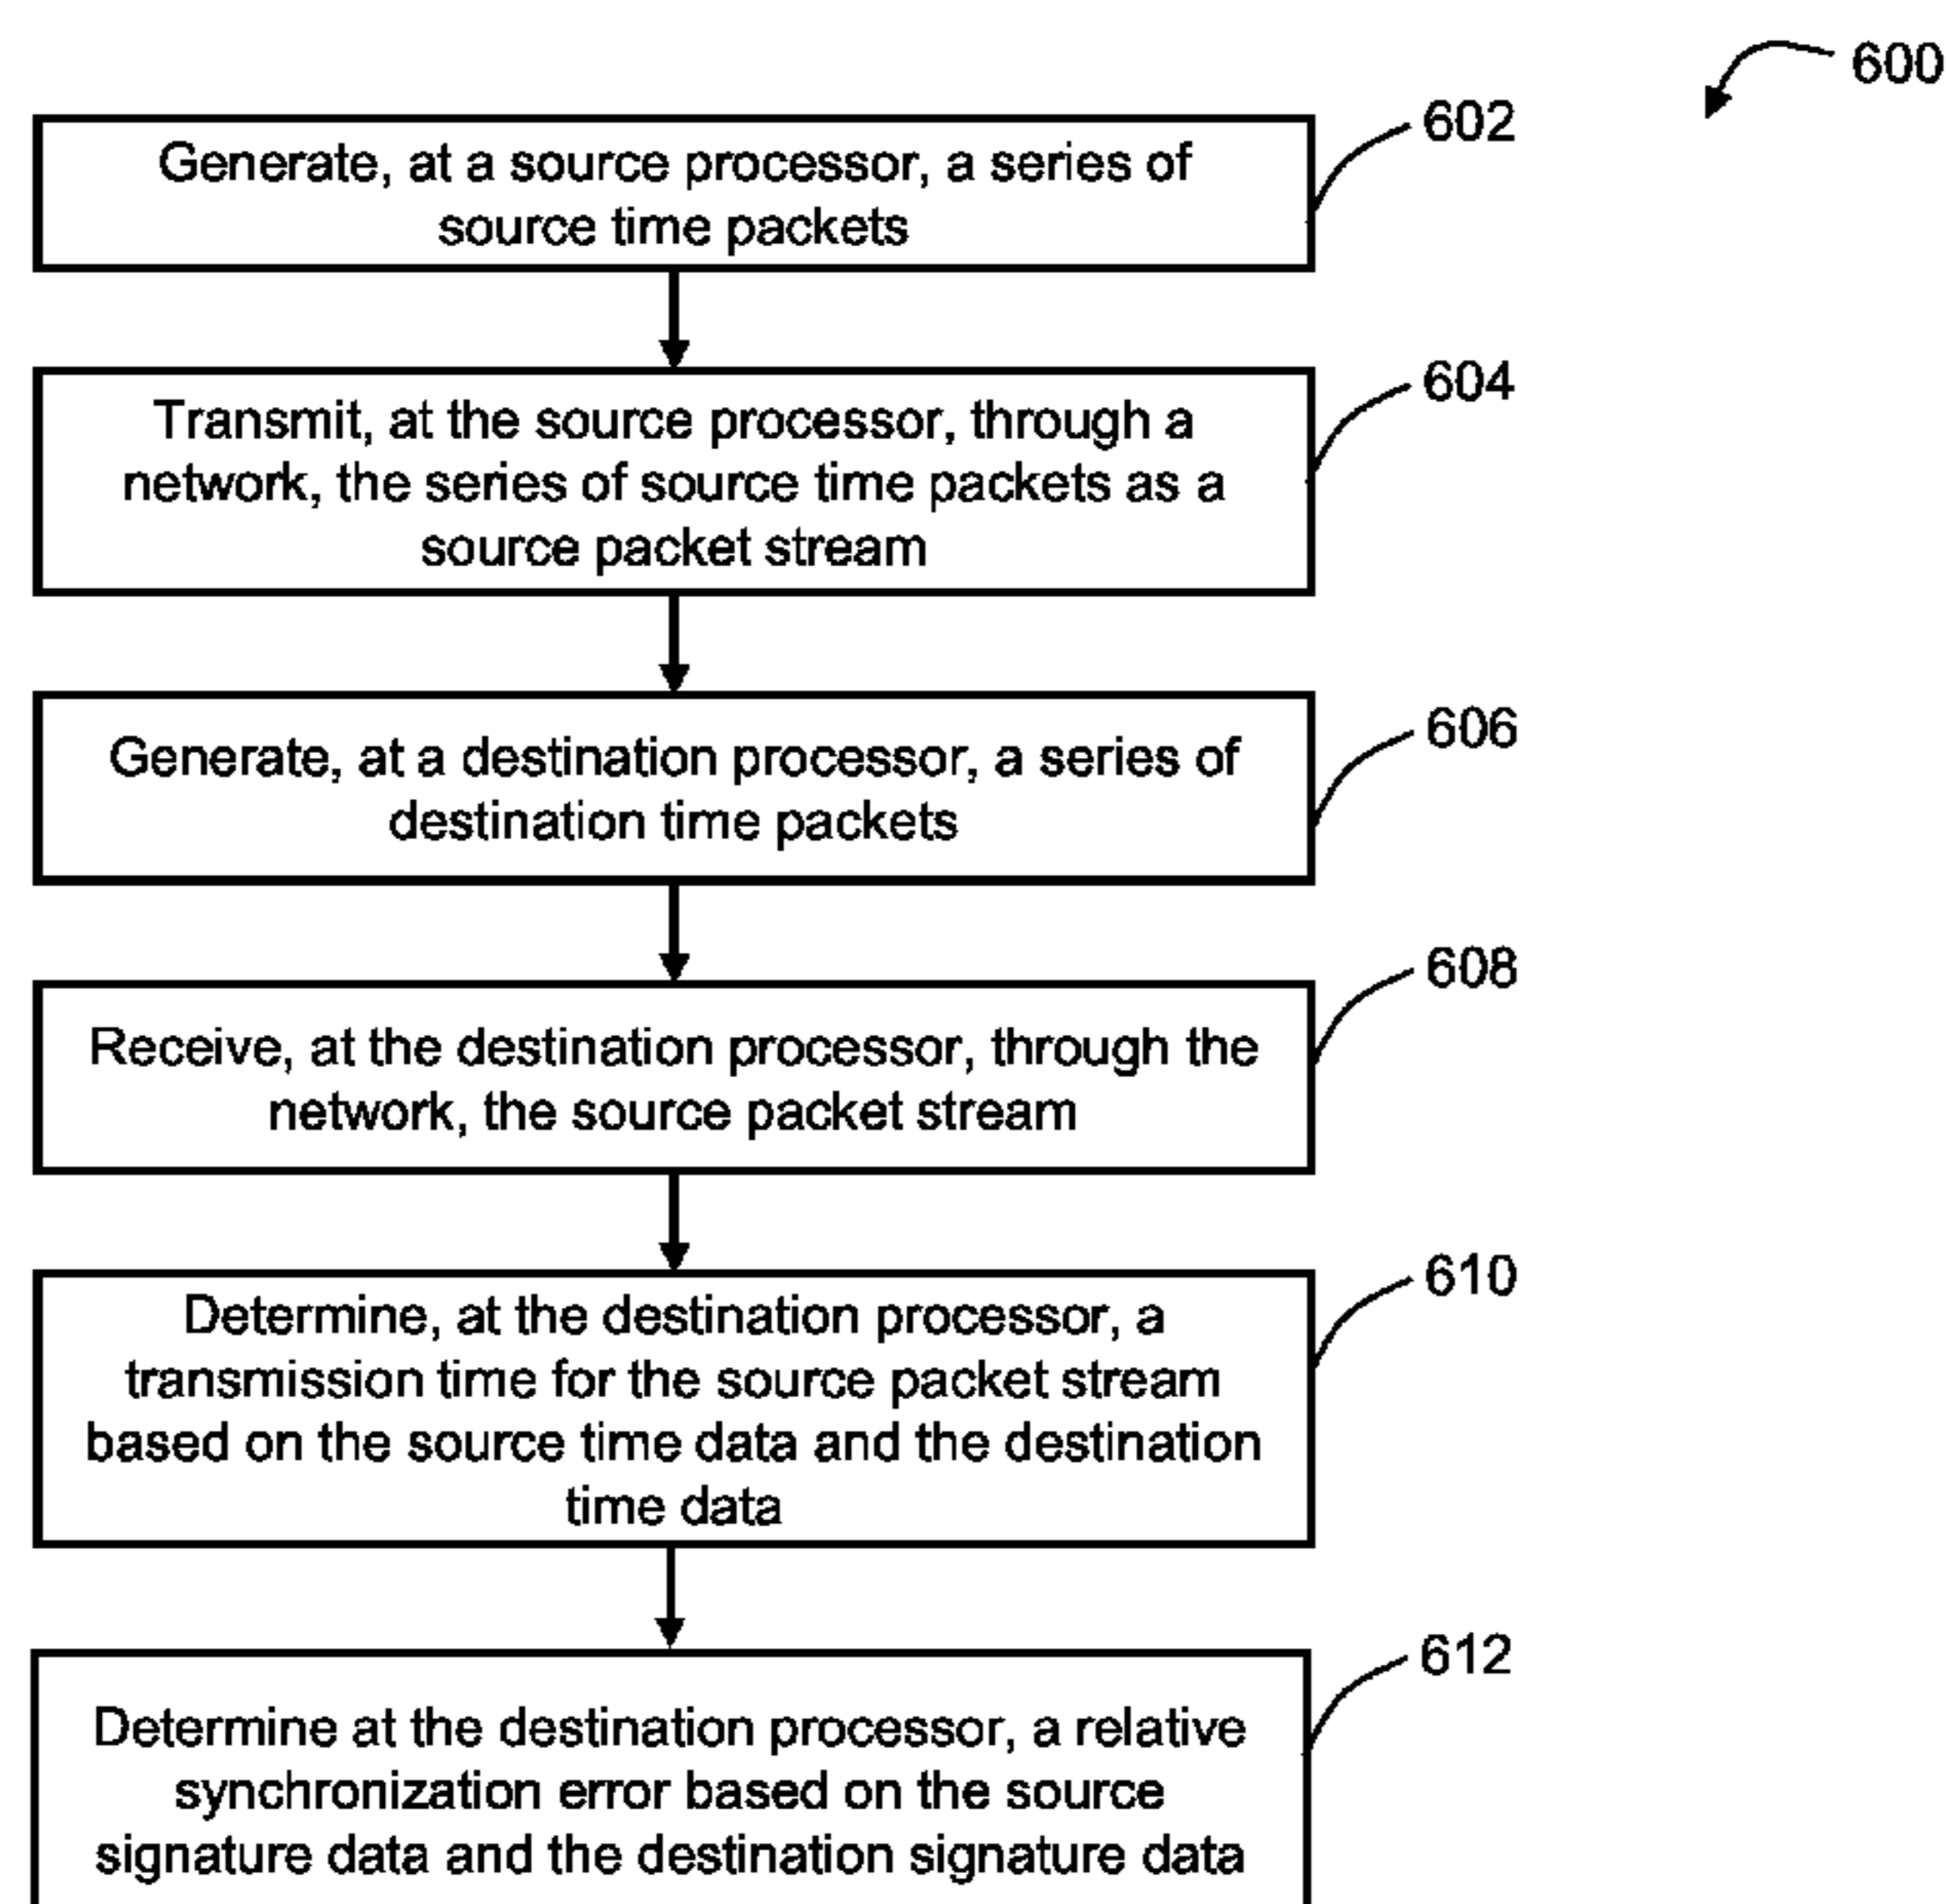 600
602
Generate, at a source processor, a series of
source time packets
604
Transmit, at the source processor, through a
network, the series of source time packets as a
source packet stream
606
Generate, at a destination processor, a series of
destination time packets
608
Receive, at the destination processor, through the
network, the source packet stream
610
Determine, at the destination processor, a
transmission time for the source packet stream
based on the source time data and the destination
time data
612
Determine at the destination processor, a relative
synchronization error based on the source
signature data and the destination signature data